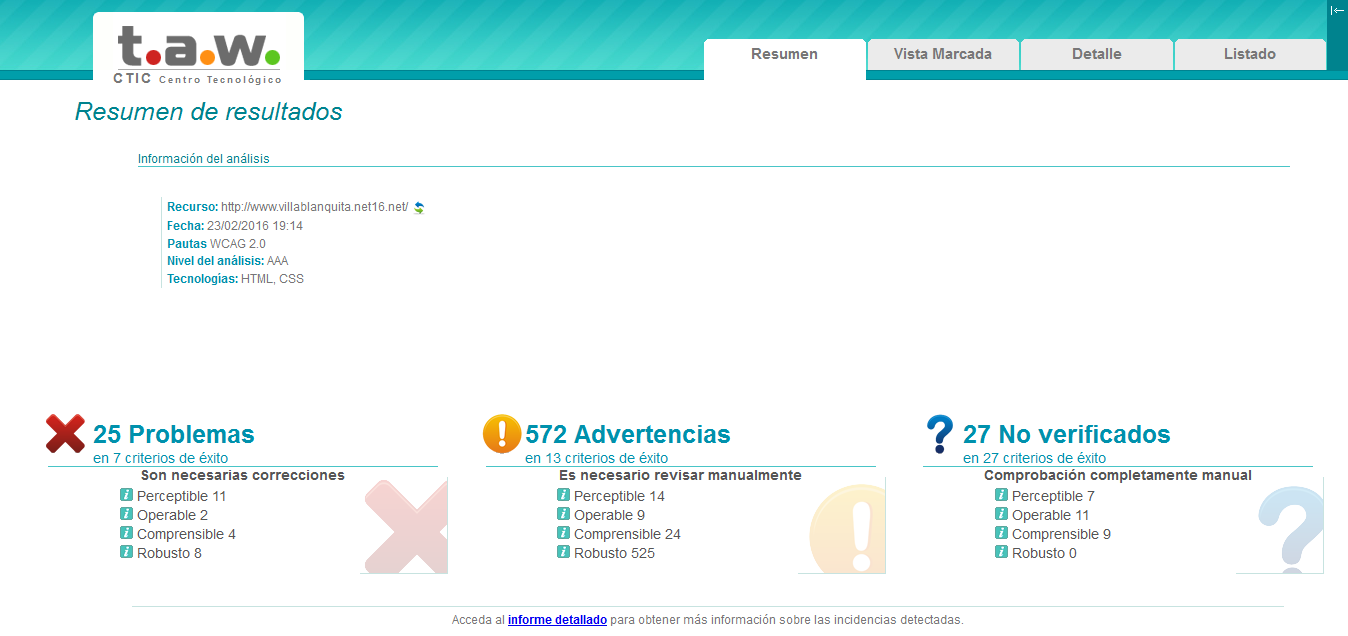 t.a.w.
CTIC Centro Tecnológico
Resumen
Vista Marcada
Detalle
Listado
Resumen de resultados
Información del análisis
Recurso: http://www.villablanquita.net16.net/
Fecha: 23/02/2016 19:14
Pautas WCAG 2.0
Nivel del análisis: AAA
Tecnologías: HTML, CSS
25 Problemas
en 7 criterios de éxito
Son necesarias correcciones
Perceptible 11
Operable 2
Comprensible 4
Robusto 8
572 Advertencias
en 13 criterios de éxito
Es necesario revisar manualmente
Perceptible 14
Operable 9
Comprensible 24
Robusto 525
27 No verificados
en 27 criterios de éxito
Comprobación completamente manual
Perceptible 7
Operable 11
Comprensible 9
Robusto 0
Acceda al informe detallado para obtener más información sobre las incidencias detectadas.